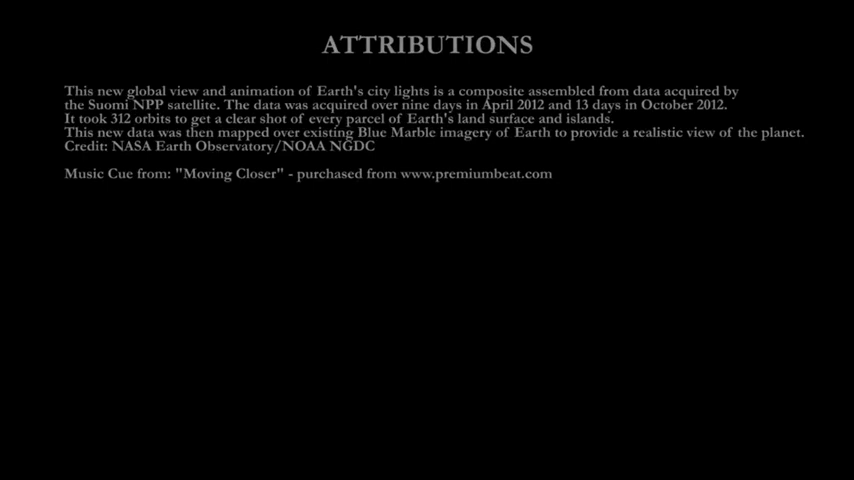 ATTRIBUTIONS
This new global view and animation of Earth's city lights is a composite assembled from data acquired by
the Suomi NPP satellite. The data was acquired over nine days in April 2012 and 13 days in October 2012.
It took 312 orbits to get a clear shot of every parcel of Earth's land surface and islands.
This new data was then mapped over existing Blue Marble imagery of Earth to provide a realistic view of the planet.
Credit: NASA Earth Observatory/NOAA NGDC
Music Cue from: "Moving Closer" - purchased from www.premiumbeat.com